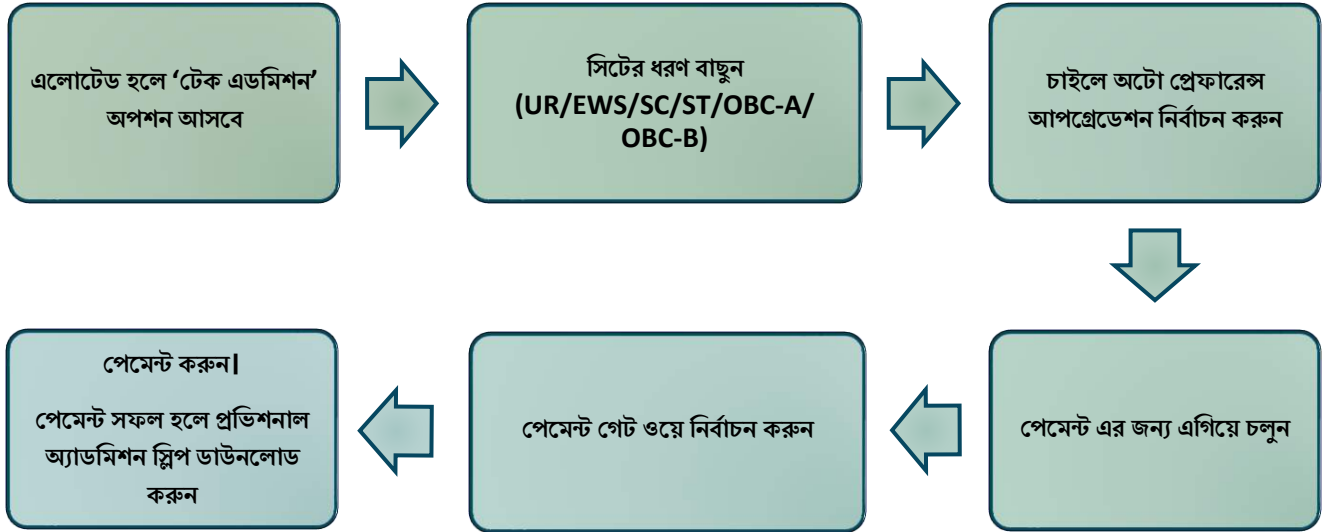 এলোটেড হলে ‘টেক এডমিশন’
অপশন আসবে
সিটের ধরণ বাছুন
(UR/EWS/SC/ST/OBC-A/
OBC-B)
চাইলে অটো প্রেফারেন্স
আপগ্রেডেশন নির্বাচন করুন
পেমেন্ট এর জন্য এগিয়ে চলুন
পেমেন্ট গেট ওয়ে নির্বাচন করুন
পেমেন্ট করুন।
পেমেন্ট সফল হলে প্রভিশনাল
অ্যাডমিশন স্লিপ ডাউনলোড
করুন